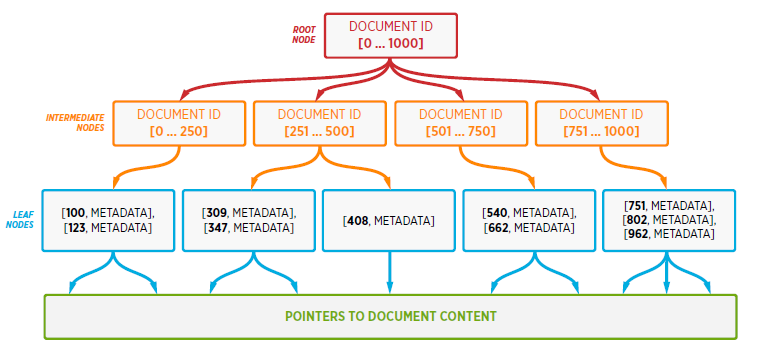 ROOT
NODE
DOCUMENT ID
[0 ... 1000]
INTERMEDIATE
NODES
DOCUMENT ID
[0 ... 250]
DOCUMENT ID
[251 ... 500]
DOCUMENT ID
[501 ... 750]
DOCUMENT ID
[751 ... 1000]
LEAF
NODES
[100, METADATA],
[123, METADATA]
[309, METADATA],
[347, METADATA]
[408, METADATA]
[540, METADATA],
[662, METADATA]
[751, METADATA],
[802, METADATA],
[962, METADATA]
POINTERS TO DOCUMENT CONTENT